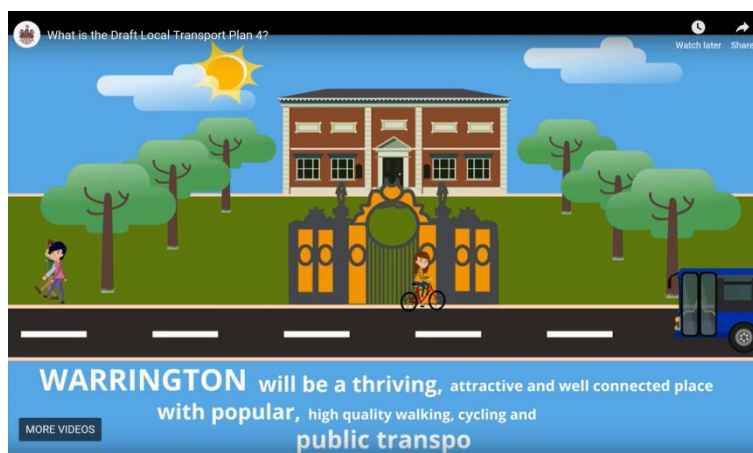 What is the Draft Local Transport Plan 4?
Watch later
Share
WARRINGTON will be a thriving, attractive and well connected place
with popular, high quality walking, cycling and
public transpo
MORE VIDEOS